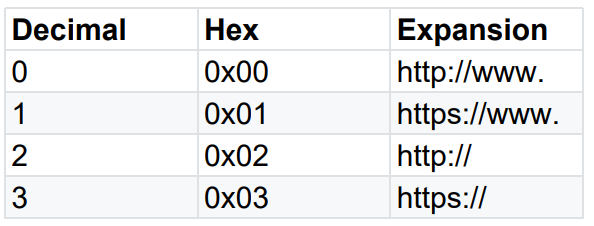 Decimal Hex Expansion
0 0x00 http://www.
1 0x01 https://www.
2 0x02 http://
3 0x03 https://